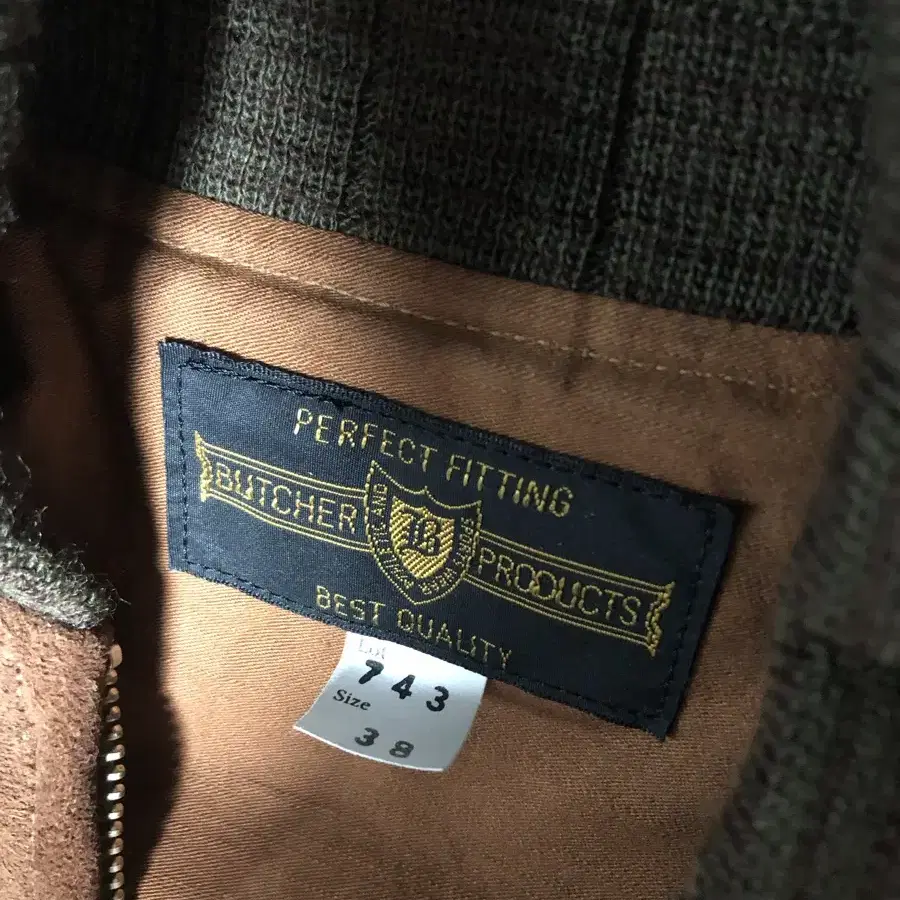 PERFECT FITTING
BUTCHER PRODUCTS
BEST QUALITY
Lot
743
Size
38